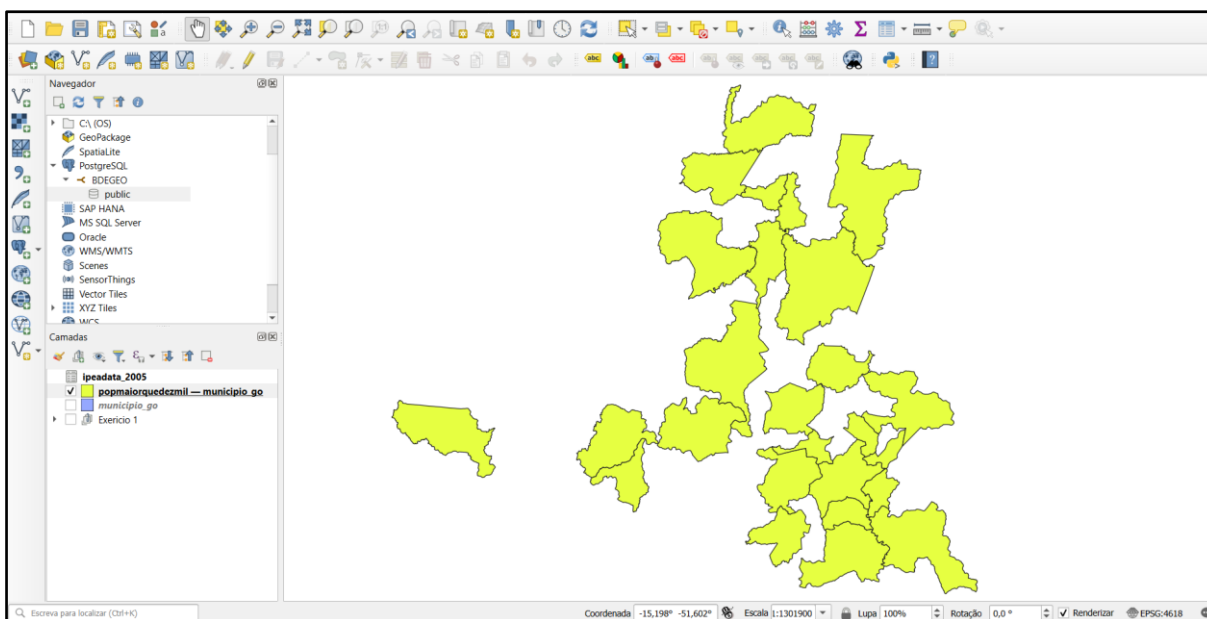 Navegador
C:\ (OS)
GeoPackage
SpatiaLite
PostgreSQL
BDEGEO
public
SAP HANA
MS SQL Server
Oracle
WMS/WMTS
Scenes
SensorThings
Vector Tiles
XYZ Tiles
WCS
Camadas
ipeadata_2005
popmaiorquedezmil — municipio_go
municipio_go
Exericio 1
Escreva para localizar (Ctrl+K)
Coordenada -15,198° -51,602° Escala 1:1301900 Lupa 100% Rotação 0,0 ° Renderizar EPSG:4618